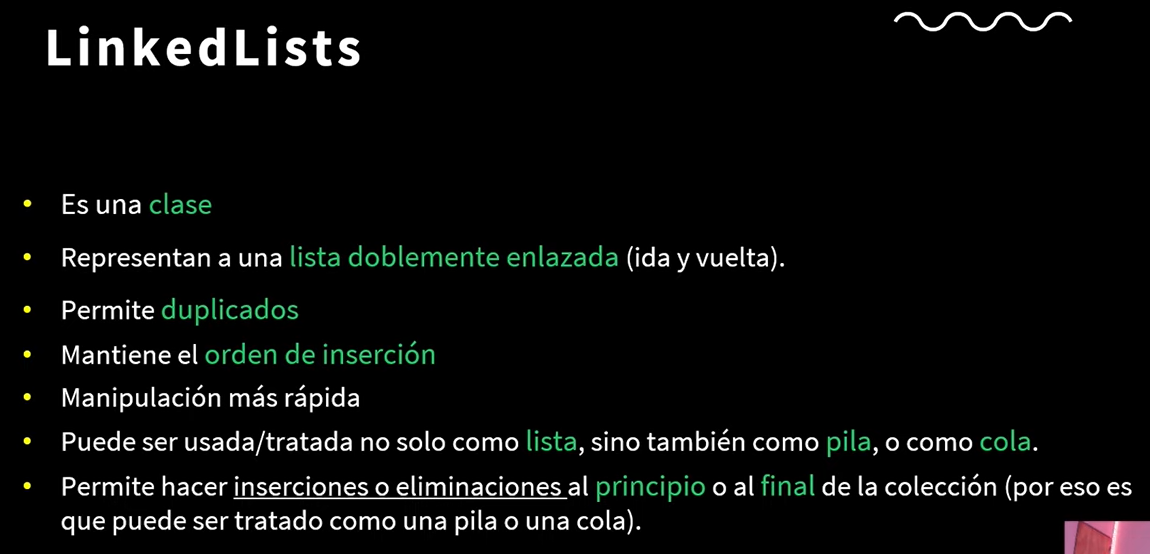 LinkedLists
• Es una clase
• Representan a una lista doblemente enlazada (ida y vuelta).
• Permite duplicados
• Mantiene el orden de inserción
• Manipulación más rápida
• Puede ser usada/tratada no solo como lista, sino también como pila, o como cola.
• Permite hacer inserciones o eliminaciones al principio o al final de la colección (por eso es
que puede ser tratado como una pila o una cola).